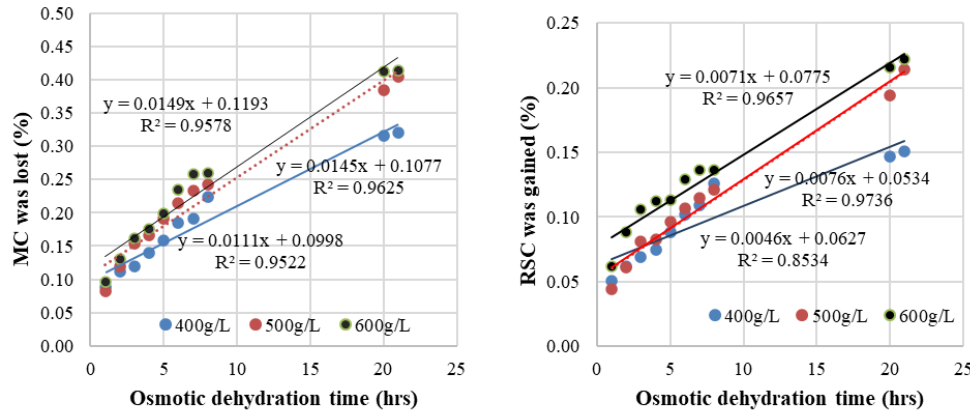 MC was lost (%)
0.50
0.45
0.40
0.35
0.30
0.25
0.20
0.15
0.10
0.05
0.00
y = 0.0149x + 0.1193
R² = 0.9578
y = 0.0145x + 0.1077
R² = 0.9625
y = 0.0111x + 0.0998
R² = 0.9522
400g/L 500g/L 600g/L
0 5 10 15 20 25
Osmotic dehydration time (hrs)
RSC was gained (%)
0.25
0.20
0.15
0.10
0.05
0.00
y = 0.0071x + 0.0775
R² = 0.9657
y = 0.0076x + 0.0534
R² = 0.9736
y = 0.0046x + 0.0627
R² = 0.8534
400g/L 500g/L 600g/L
0 5 10 15 20 25
Osmotic dehydration time (hrs)